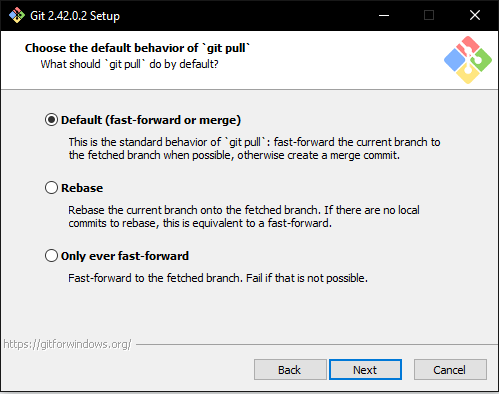 Git 2.42.0.2 Setup
Choose the default behavior of `git pull`
What should `git pull` do by default?
Default (fast-forward or merge)
This is the standard behavior of `git pull`: fast-forward the current branch to
the fetched branch when possible, otherwise create a merge commit.
Rebase
Rebase the current branch onto the fetched branch. If there are no local
commits to rebase, this is equivalent to a fast-forward.
Only ever fast-forward
Fast-forward to the fetched branch. Fail if that is not possible.
https://gitforwindows.org/
Back
Next
Cancel